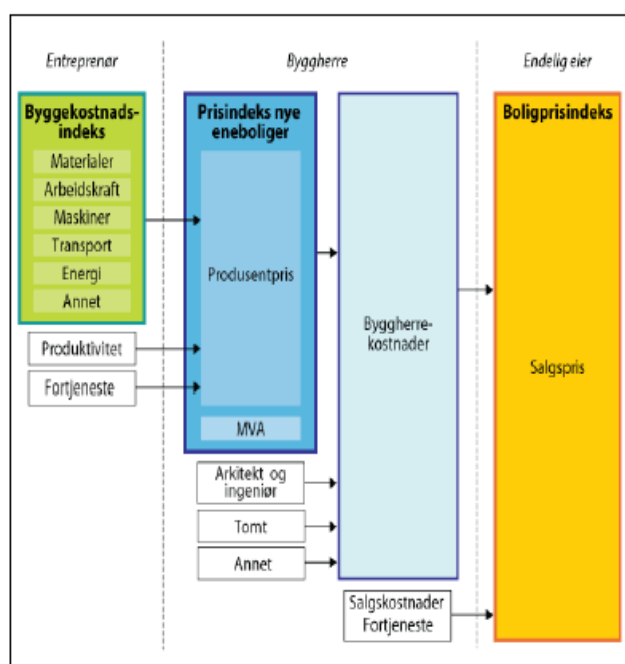 Entreprenør
Byggherre
Endelig eier
Byggekostnads-
indeks
Materialer
Arbeidskraft
Maskiner
Transport
Energi
Annet
Produktivitet
Fortjeneste
Prisindeks nye
eneboliger
Produsentpris
MVA
Arkitekt og
ingeniør
Tomt
Annet
Byggherre-
kostnader
Salgskostnader
Fortjeneste
Boligprisindeks
Salgspris